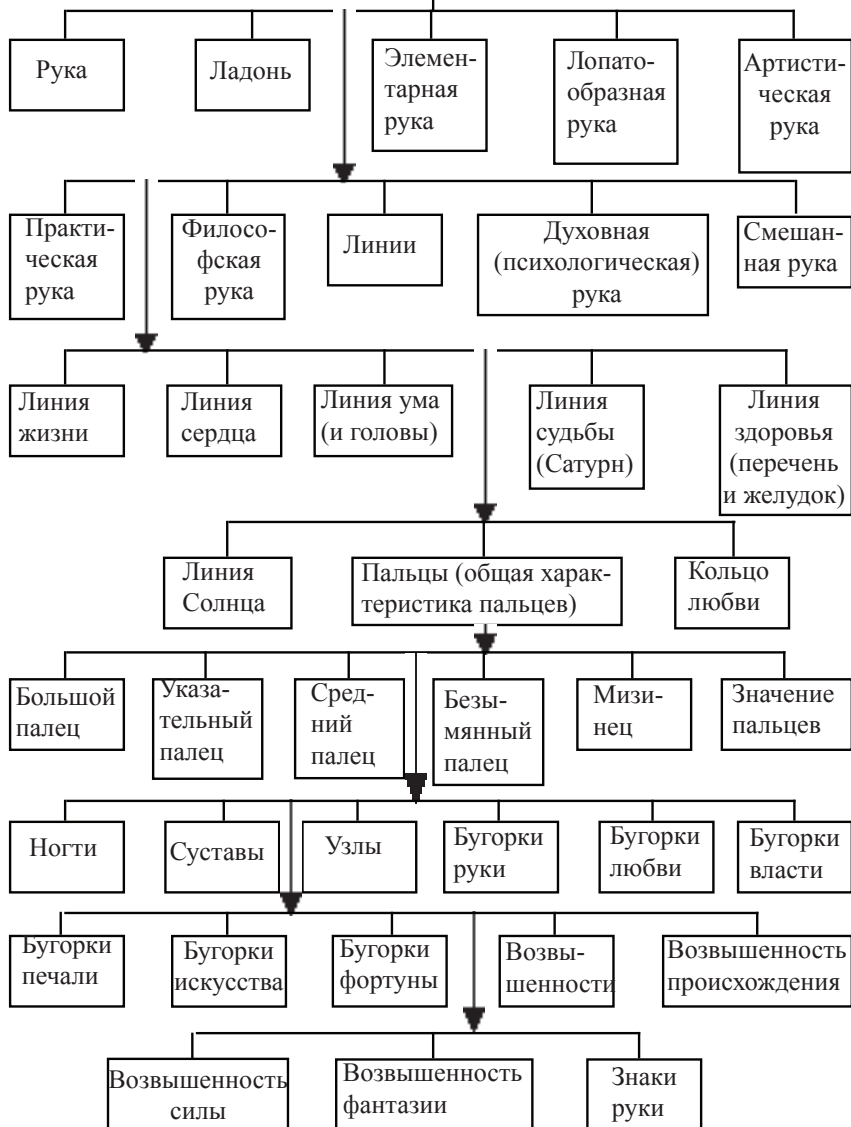 Рука
Ладонь
Элемен-
тарная
рука
Лопато-
образная
рука
Артисти-
ческая
рука
Практи-
ческая
рука
Филосо-
фская
рука
Линии
Духовная
(психологическая)
рука
Смешан-
ная рука
Линия
жизни
Линия
сердца
Линия ума
(и головы)
Линия
судьбы
(Сатурн)
Линия
здоровья
(перечень
и желудок)
Линия
Солнца
Пальцы (общая харак-
теристика пальцев)
Кольцо
любви
Большой
палец
Указа-
тельный
палец
Сред-
ний
палец
Безы-
мянный
палец
Мизи-
нец
Значение
пальцев
Ногти
Суставы
Узлы
Бугорки
руки
Бугорки
любви
Бугорки
власти
Бугорки
печали
Бугорки
искусства
Бугорки
фортуны
Возвы-
шенности
Возвышенность
происхождения
Возвышенность
силы
Возвышенность
фантазии
Знаки
руки